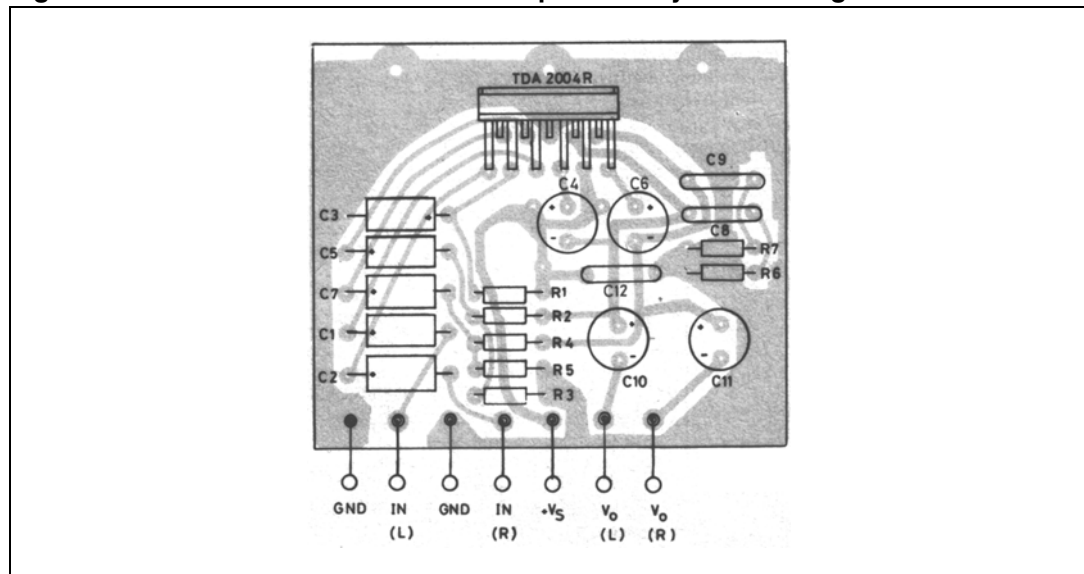 TDA 2004R
C9
C4 C6
C3
C8
C5
R7
R6
C12
C7
R1
R2
C1
R4
R5
C10 C11
C2
R3
GND IN (L) GND IN (R) +Vs Vo (L) Vo (R)